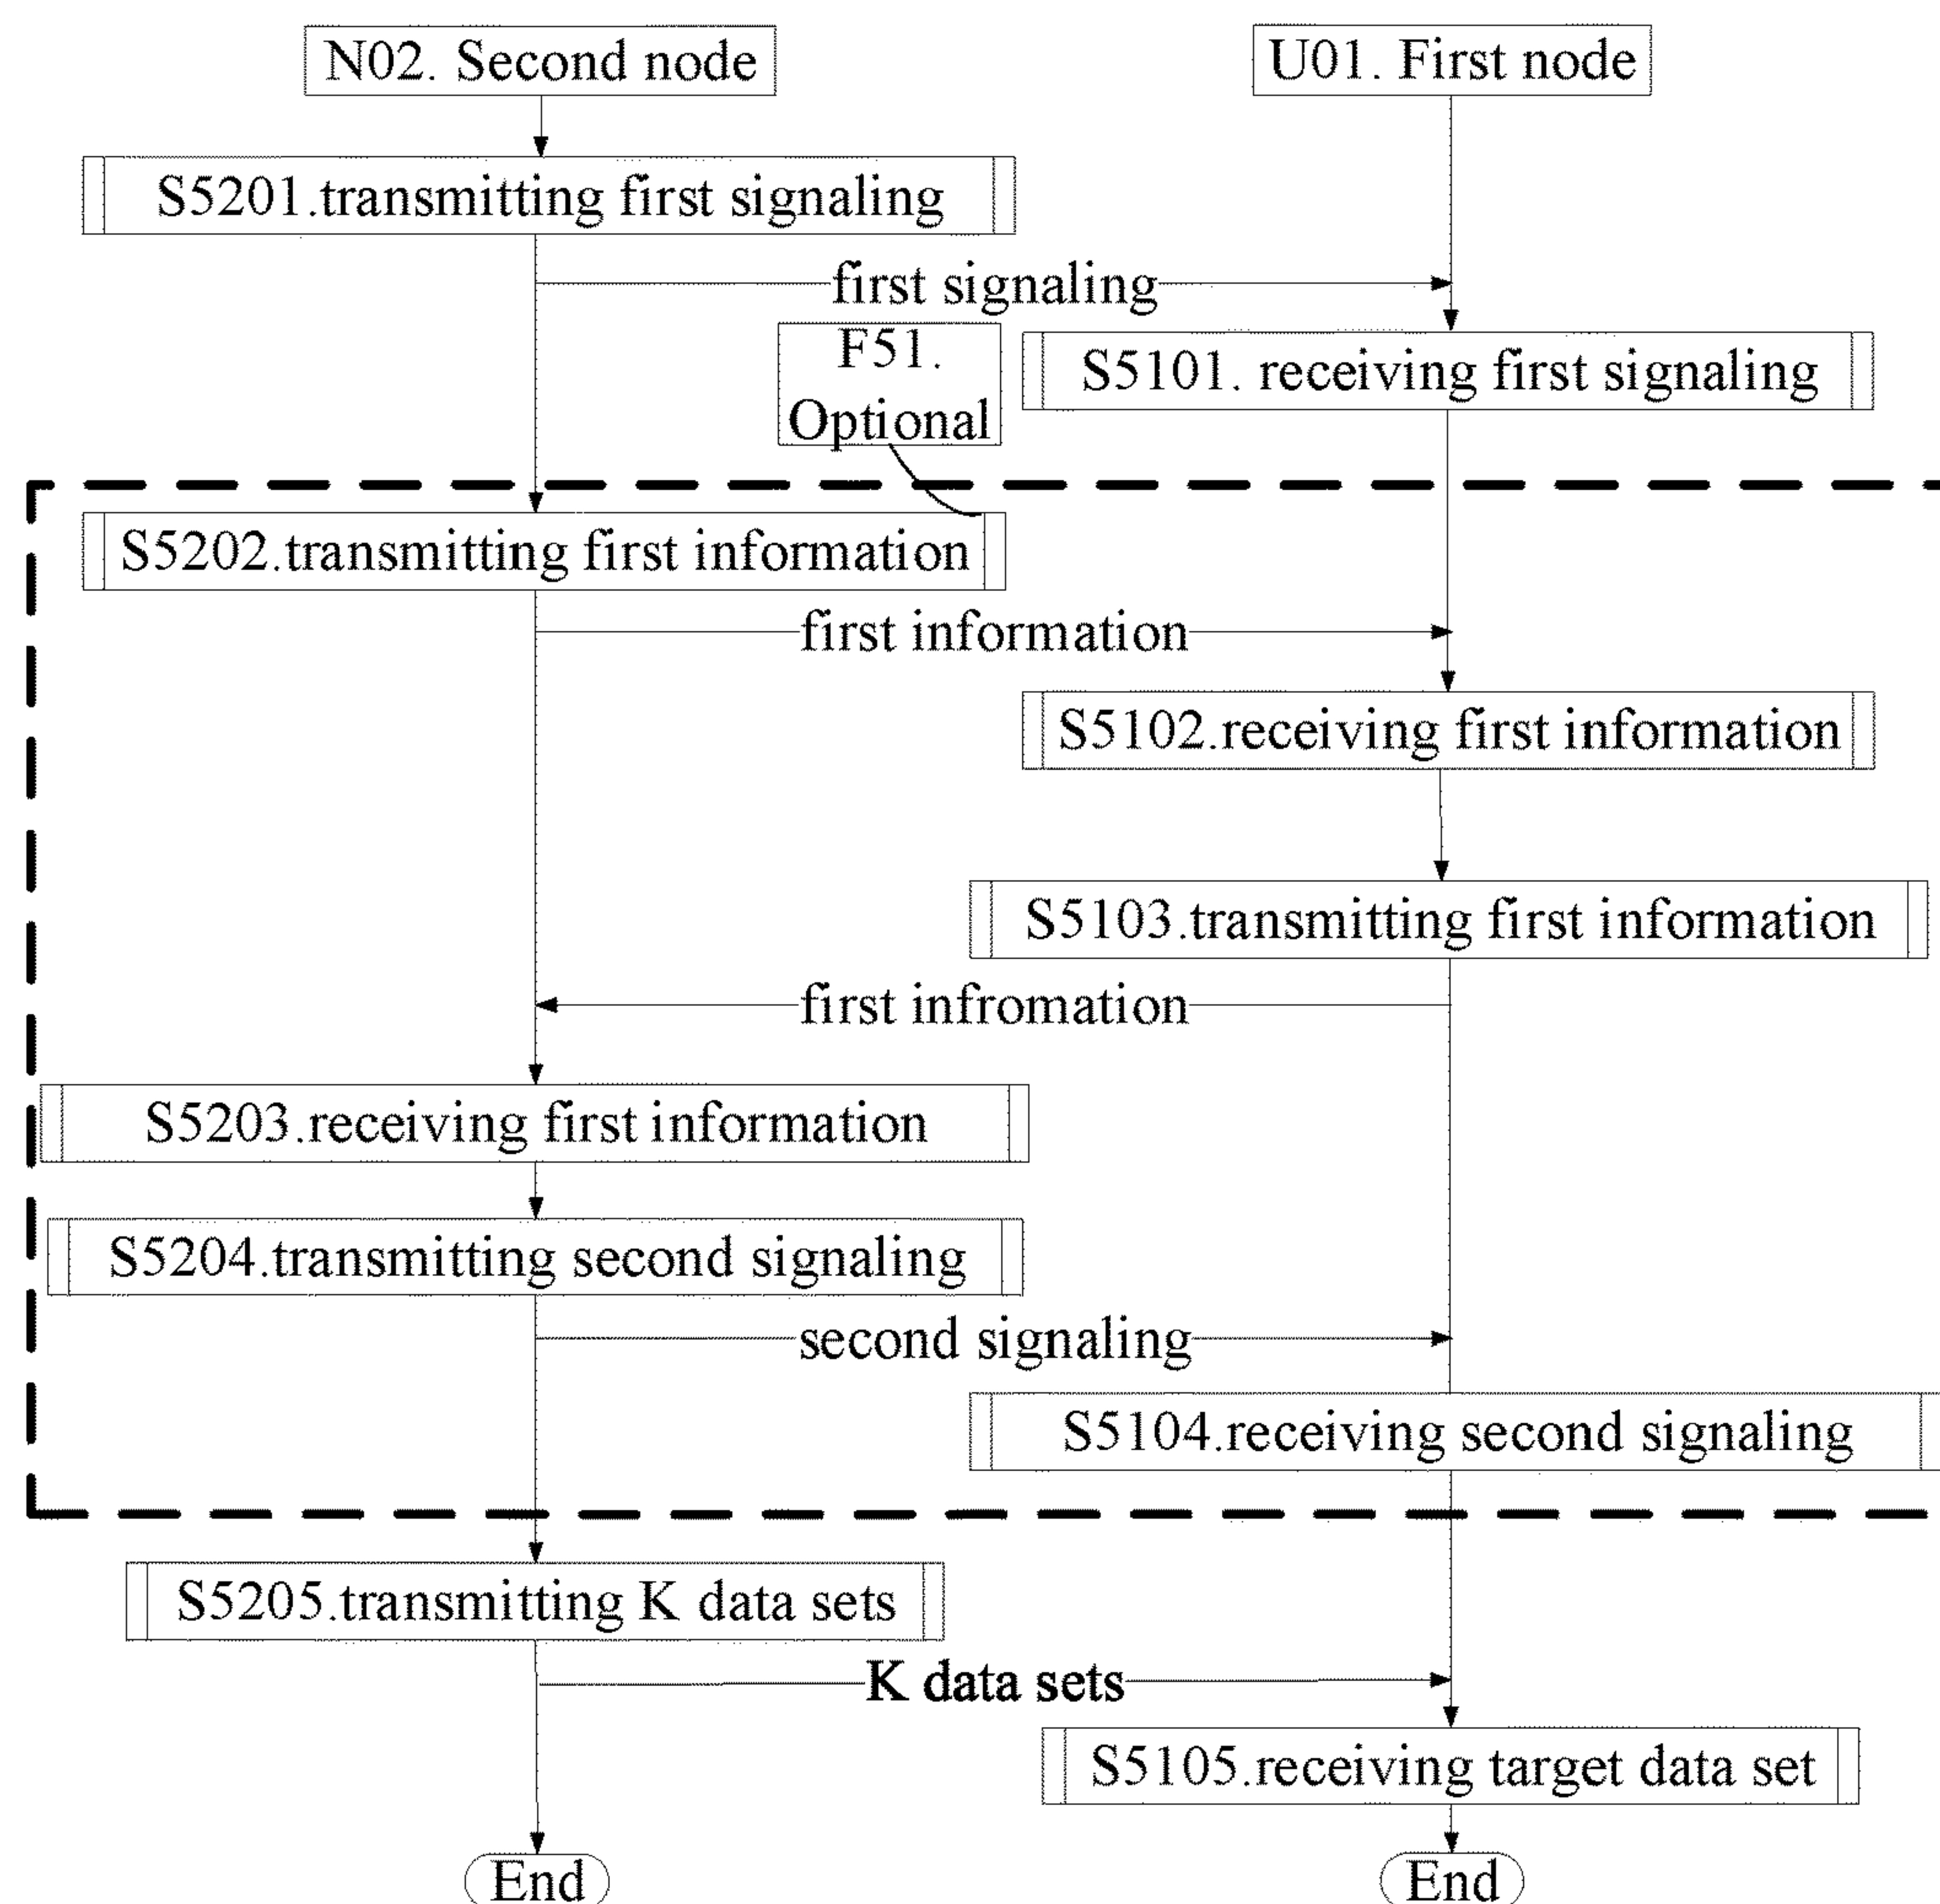 N02. Second node
U01. First node
S5201.transmitting first signaling
first signaling
F51.
Optional
S5101. receiving first signaling
S5202.transmitting first information
first information
S5102.receiving first information
S5103.transmitting first information
first infromation
S5203.receiving first information
S5204.transmitting second signaling
second signaling
S5104.receiving second signaling
S5205.transmitting K data sets
K data sets
S5105.receiving target data set
End
End